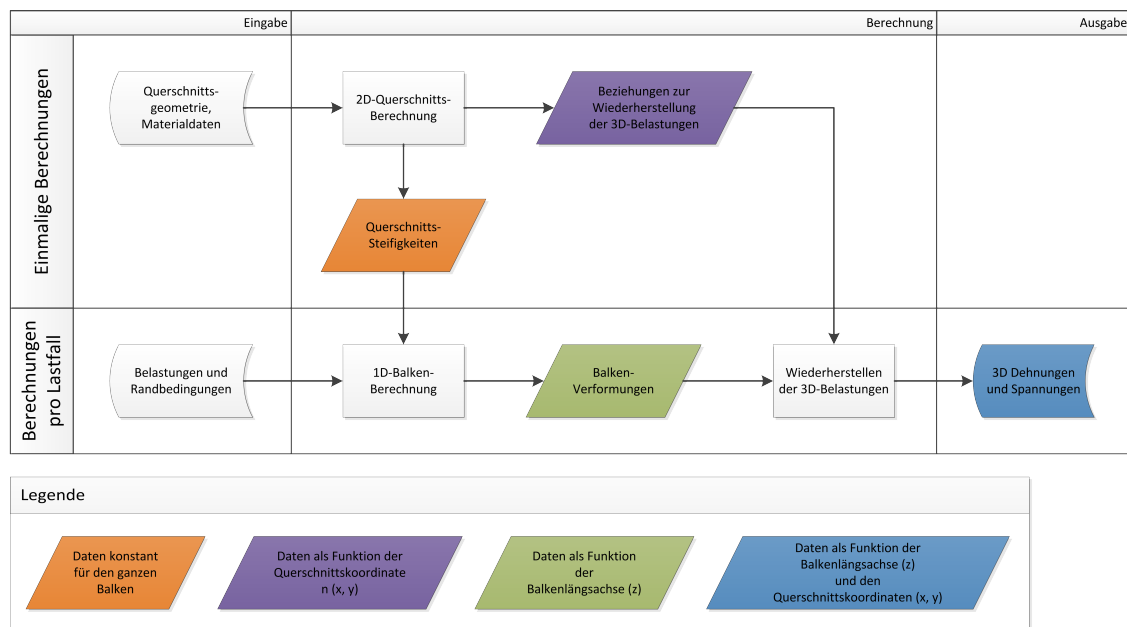 Eingabe
Berechnung
Ausgabe
Einmalige Berechnungen
Querschnitts-
geometrie,
Materialdaten
2D-Querschnitts-
Berechnung
Beziehungen zur
Wiederherstellung
der 3D-Belastungen
Querschnitts-
Steifigkeiten
Berechnungen
pro Lastfall
Belastungen und
Randbedingungen
1D-Balken-
Berechnung
Balken-
Verformungen
Wiederherstellen
der 3D-Belastungen
3D Dehnungen
und Spannungen
Legende
Daten konstant
für den ganzen
Balken
Daten als Funktion der
Querschnittskoordinate
n (x, y)
Daten als Funktion
der
Balkenlängsachse (z)
Daten als Funktion der
Balkenlängsachse (z)
und den
Querschnittskoordinaten (x, y)